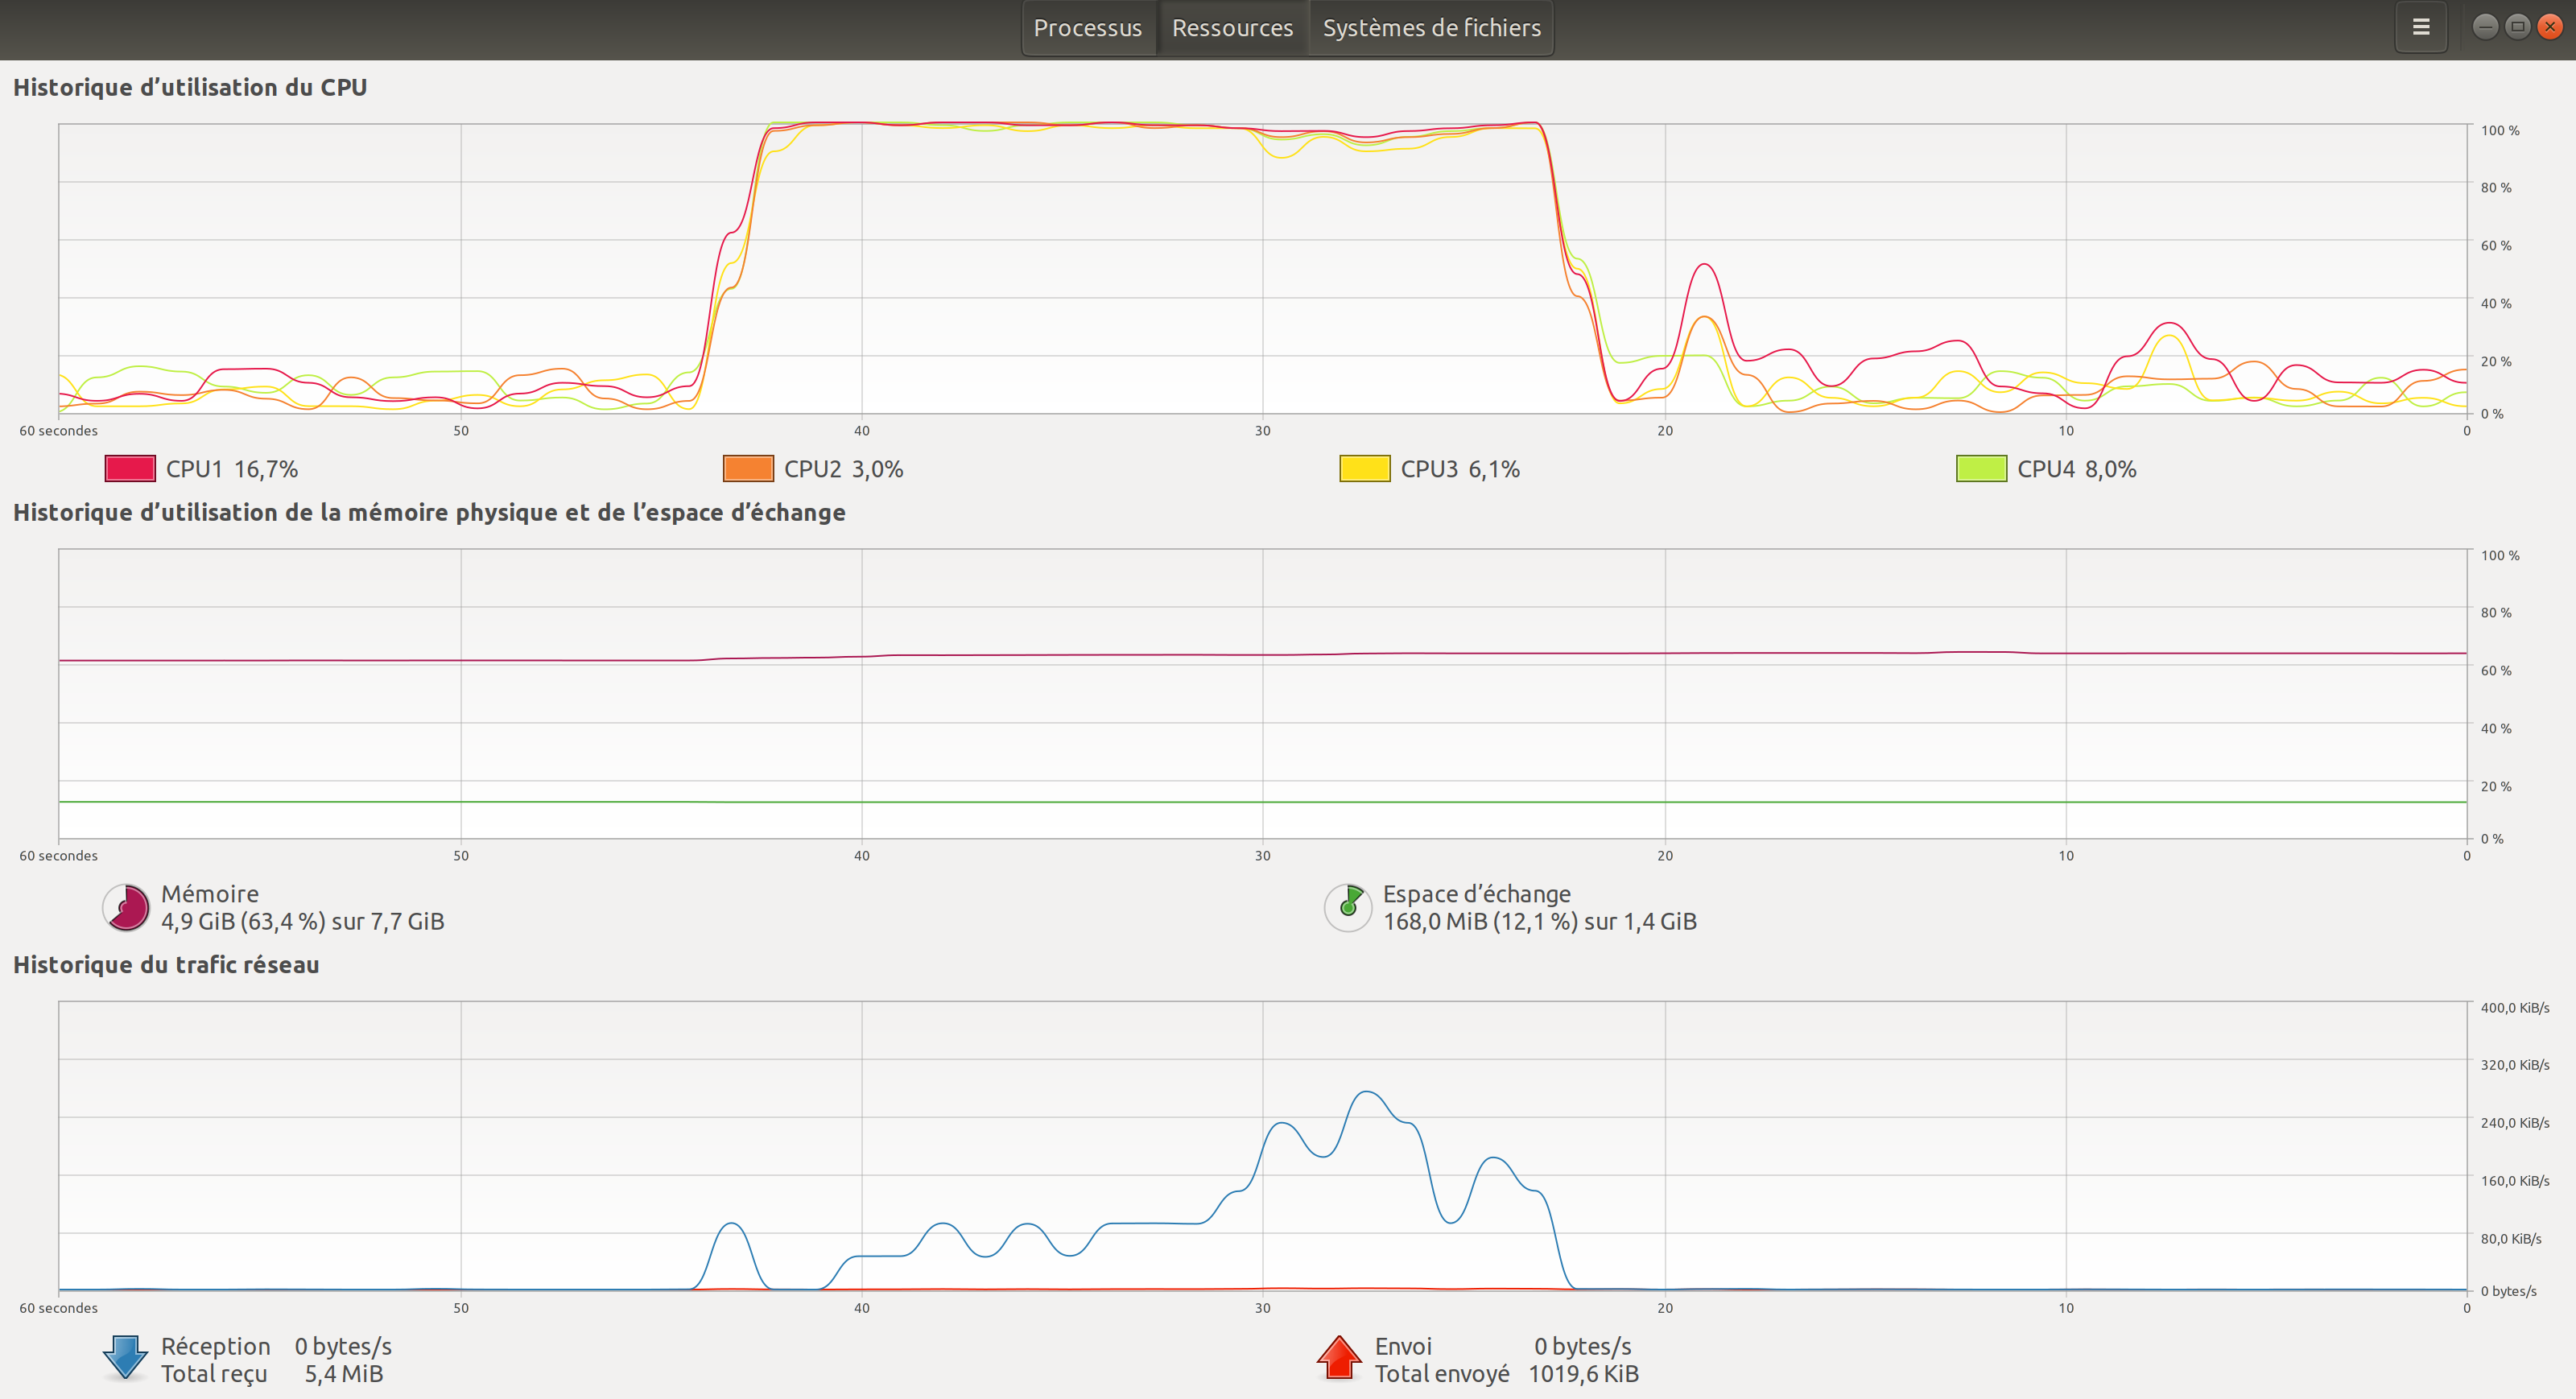 Processus Ressources Systèmes de fichiers
Historique d’utilisation du CPU
100 %
80 %
60 %
40 %
20 %
0 %
60 secondes 50 40 30 20 10 0
CPU1 16,7% CPU2 3,0% CPU3 6,1% CPU4 8,0%
Historique d’utilisation de la mémoire physique et de l’espace d’échange
100 %
80 %
60 %
40 %
20 %
0 %
60 secondes 50 40 30 20 10 0
Mémoire
4,9 GiB (63,4 %) sur 7,7 GiB
Espace d’échange
168,0 MiB (12,1 %) sur 1,4 GiB
Historique du trafic réseau
400,0 KiB/s
320,0 KiB/s
240,0 KiB/s
160,0 KiB/s
80,0 KiB/s
0 bytes/s
60 secondes 50 40 30 20 10 0
Réception 0 bytes/s
Total reçu 5,4 MiB
Envoi 0 bytes/s
Total envoyé 1019,6 KiB